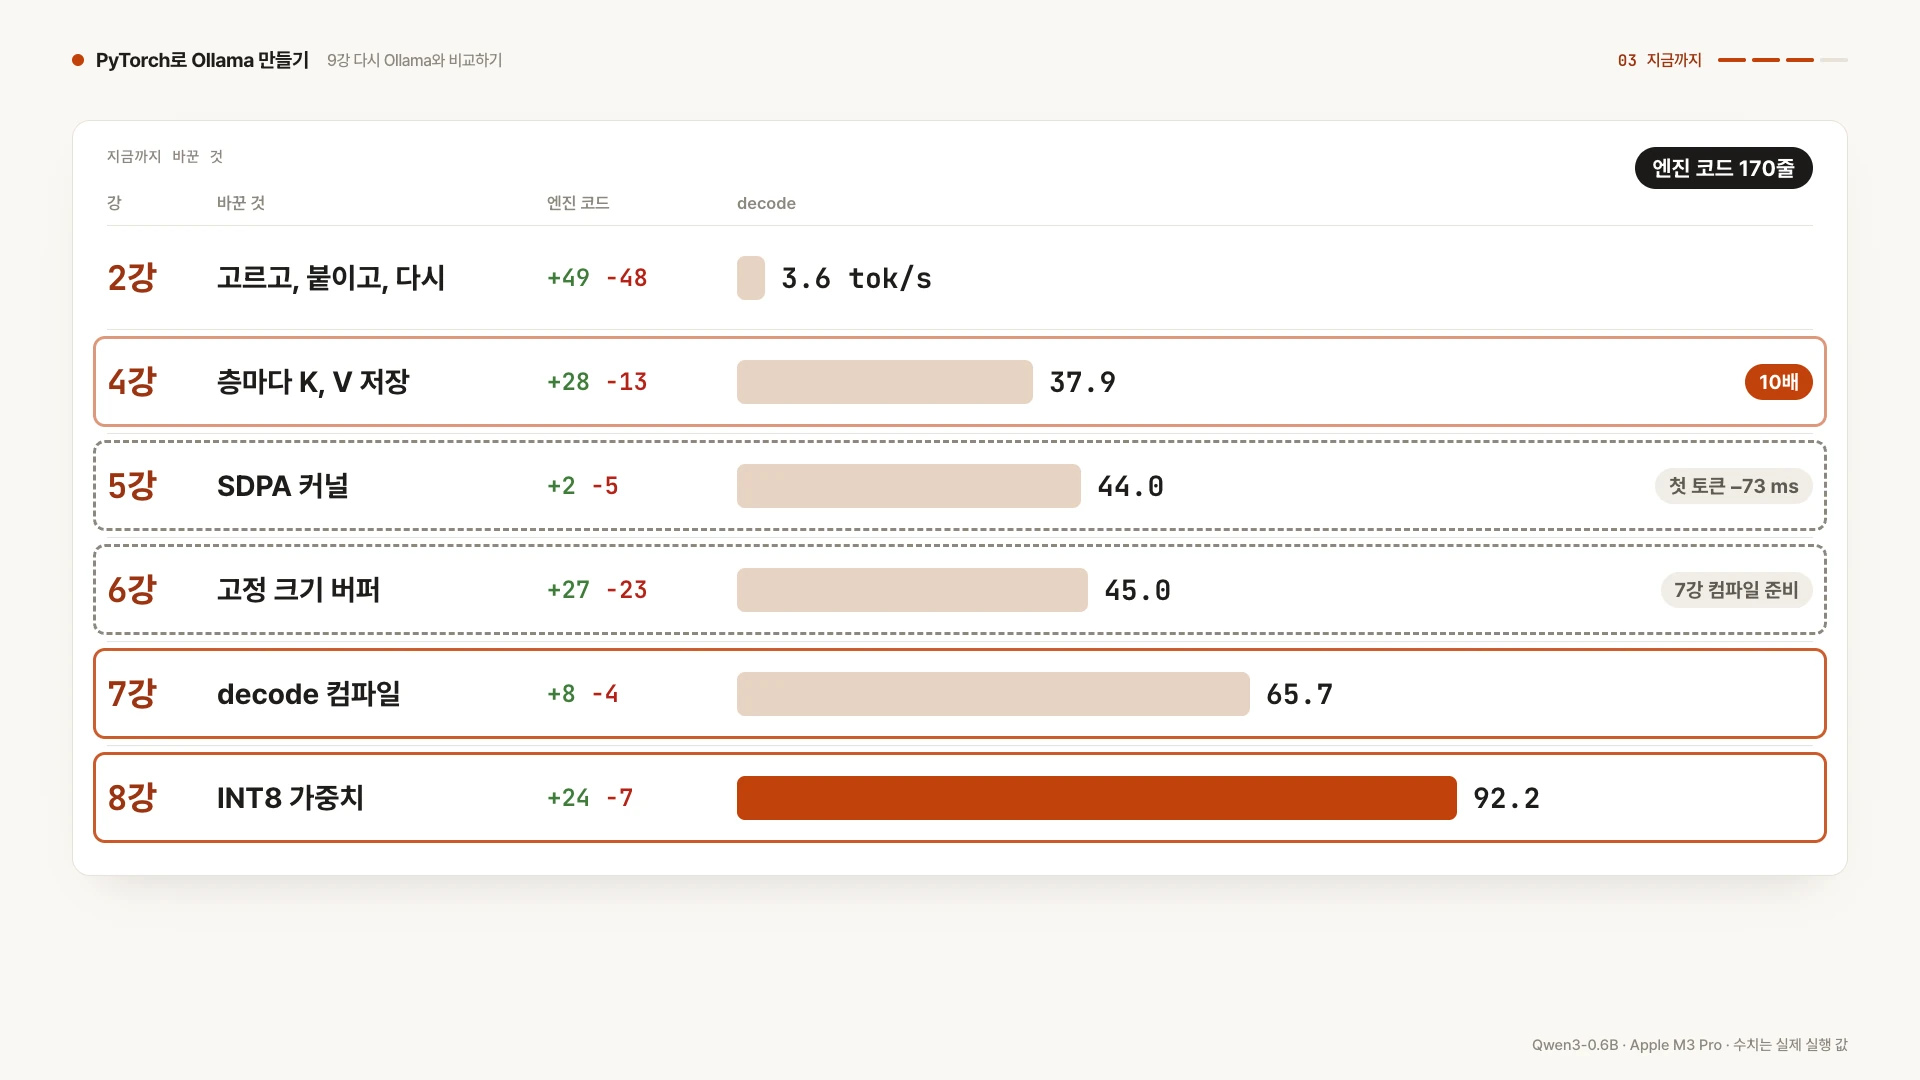 PyTorch로 Ollama 만들기 9강 다시 Ollama와 비교하기
03 지금까지
지금까지 바꾼 것
엔진 코드 170줄
강 바꾼 것 엔진 코드 decode
2강 고르고, 붙이고, 다시 +49 -48 3.6 tok/s
4강 층마다 K, V 저장 +28 -13 37.9 10배
5강 SDPA 커널 +2 -5 44.0 첫 토큰 –73 ms
6강 고정 크기 버퍼 +27 -23 45.0 7강 컴파일 준비
7강 decode 컴파일 +8 -4 65.7
8강 INT8 가중치 +24 -7 92.2
Qwen3-0.6B · Apple M3 Pro · 수치는 실제 실행 값